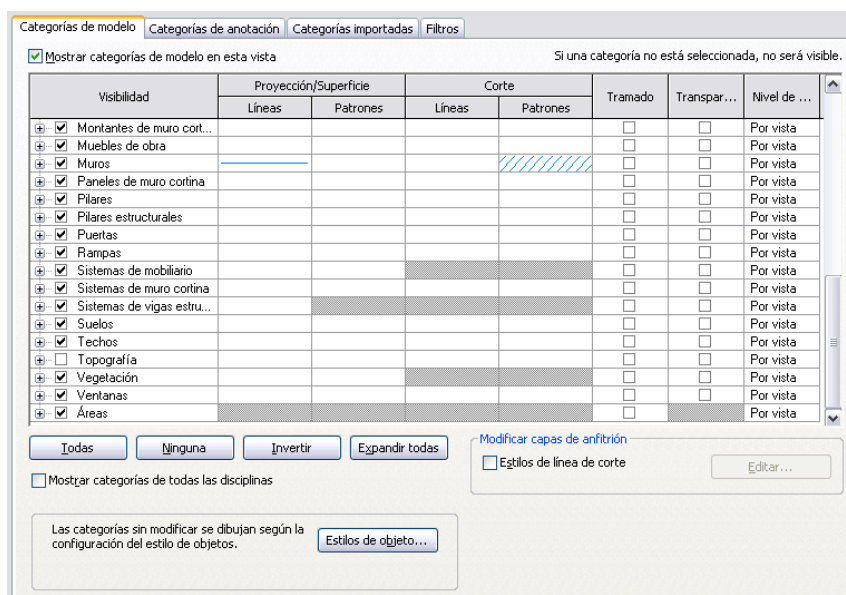 Categorías de modelo Categorías de anotación Categorías importadas Filtros
Mostrar categorías de modelo en esta vista Si una categoría no está seleccionada, no será visible.
Visibilidad Proyección/Superficie Corte Tramado Transpar... Nivel de ...
Líneas Patrones Líneas Patrones
Montantes de muro cort... Por vista
Muebles de obra Por vista
Muros Por vista
Paneles de muro cortina Por vista
Pilares Por vista
Pilares estructurales Por vista
Puertas Por vista
Rampas Por vista
Sistemas de mobiliario Por vista
Sistemas de muro cortina Por vista
Sistemas de vigas estru... Por vista
Suelos Por vista
Techos Por vista
Topografía Por vista
Vegetación Por vista
Ventanas Por vista
Áreas Por vista
Todas Ninguna Invertir Expandir todas
Modificar capas de anfitrión
Estilos de línea de corte Editar...
Mostrar categorías de todas las disciplinas
Las categorías sin modificar se dibujan según la
configuración del estilo de objetos. Estilos de objeto...